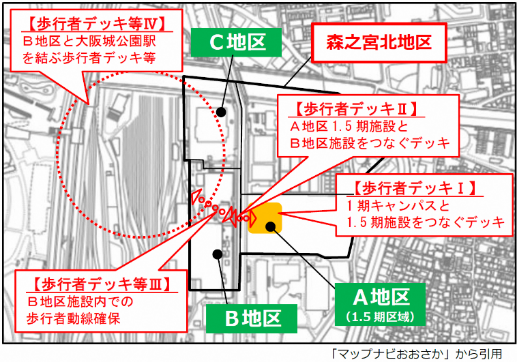 【歩行者デッキ等Ⅳ】
B地区と大阪城公園駅
を結ぶ歩行者デッキ等
C地区
森之宮北地区
【歩行者デッキⅡ】
A地区1.5期施設と
B地区施設をつなぐデッキ
【歩行者デッキⅠ】
1期キャンパスと
1.5期施設をつなぐデッキ
【歩行者デッキ等Ⅲ】
B地区施設内での
歩行者動線確保
B地区
A地区
(1.5期区域)
「マップナビおおさか」から引用